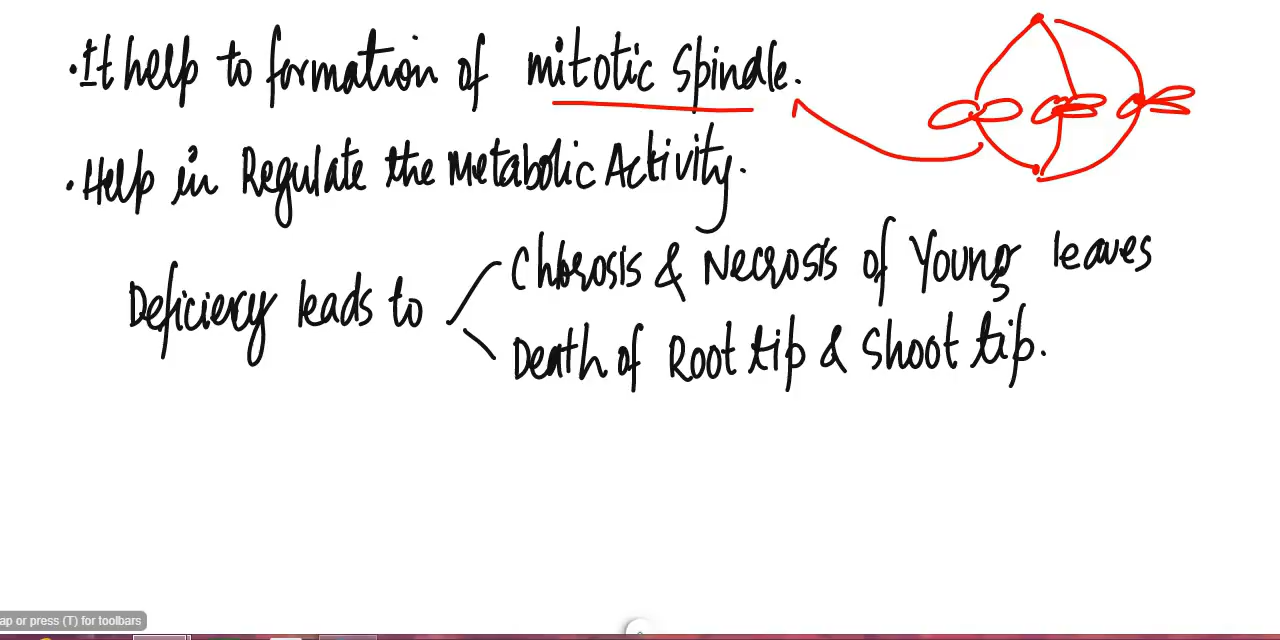 . It help to formation of mitotic spindle.
. Help in Regulate the Metabolic Activity.
Deficiency leads to
Chlorosis & Necrosis of Young leaves
Death of Root tip & Shoot tip.
ap or press (T) for toolbars